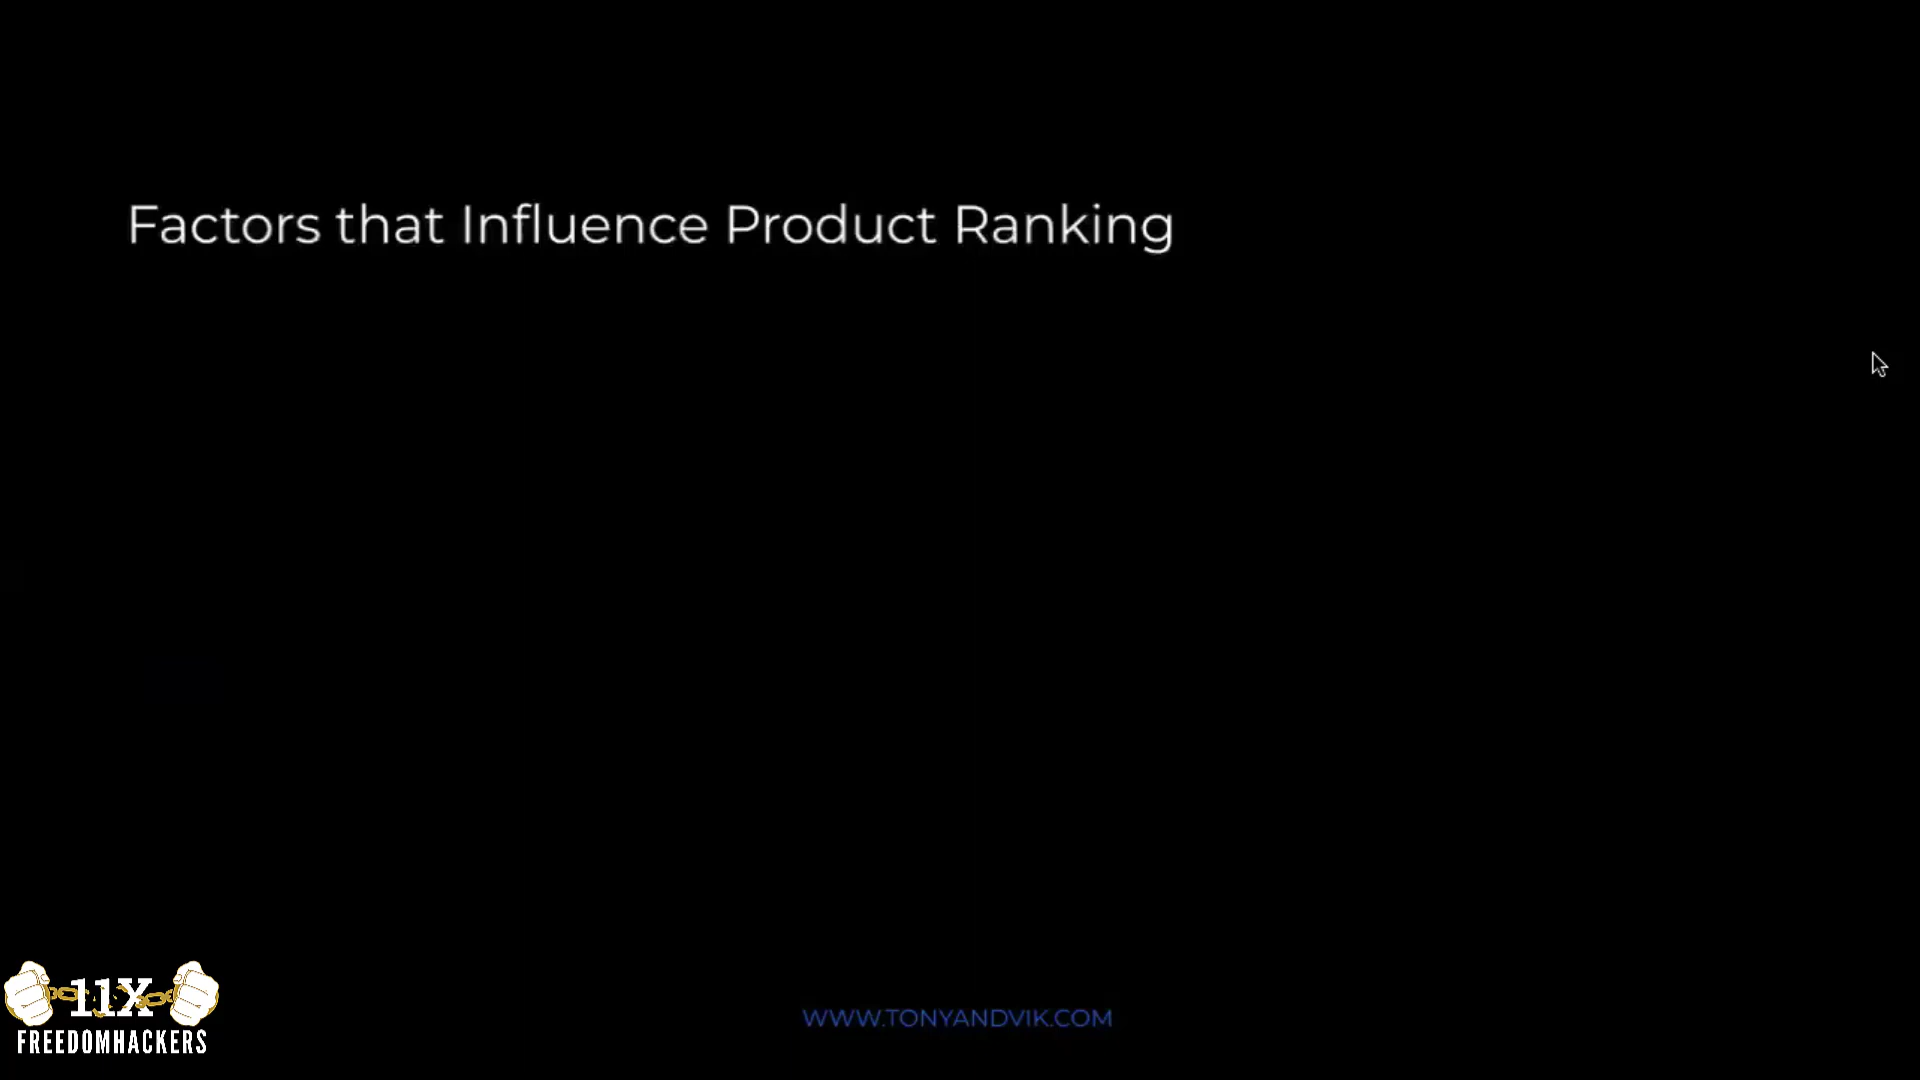 Factors that Influence Product Ranking
11X
FREEDOMHACKERS
WWW.TONYANDVIK.COM